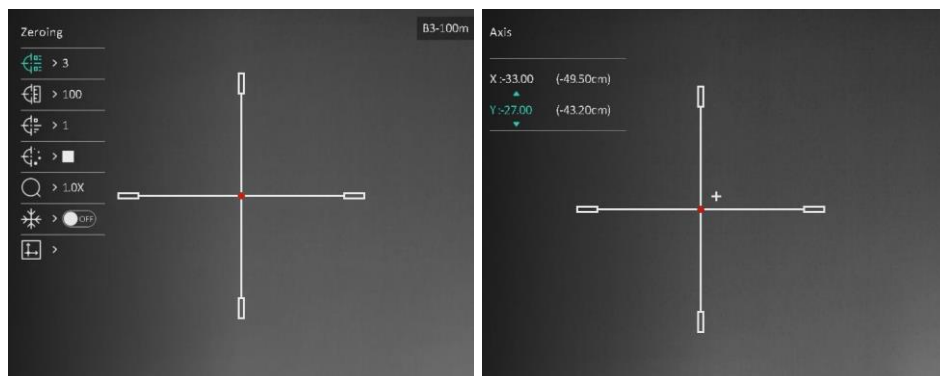 Zeroing
B3-100m
> 3
> 100
> 1
>
> 1.0X
> OFF
>
Axis
X:-33.00 (-49.50cm)
Y:-27.00 (-43.20cm)